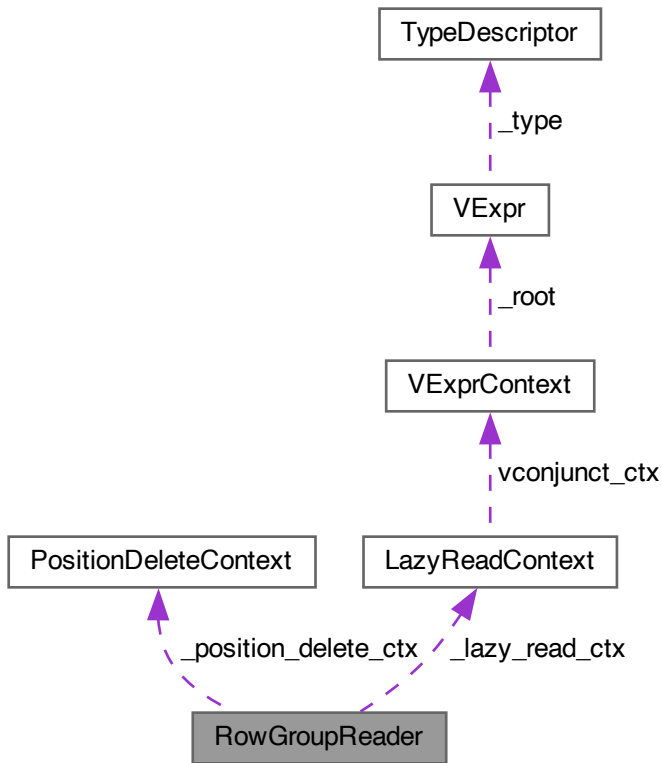 TypeDescriptor
_type
VExpr
_root
VExprContext
vconjunct_ctx
PositionDeleteContext
LazyReadContext
_position_delete_ctx
_lazy_read_ctx
RowGroupReader